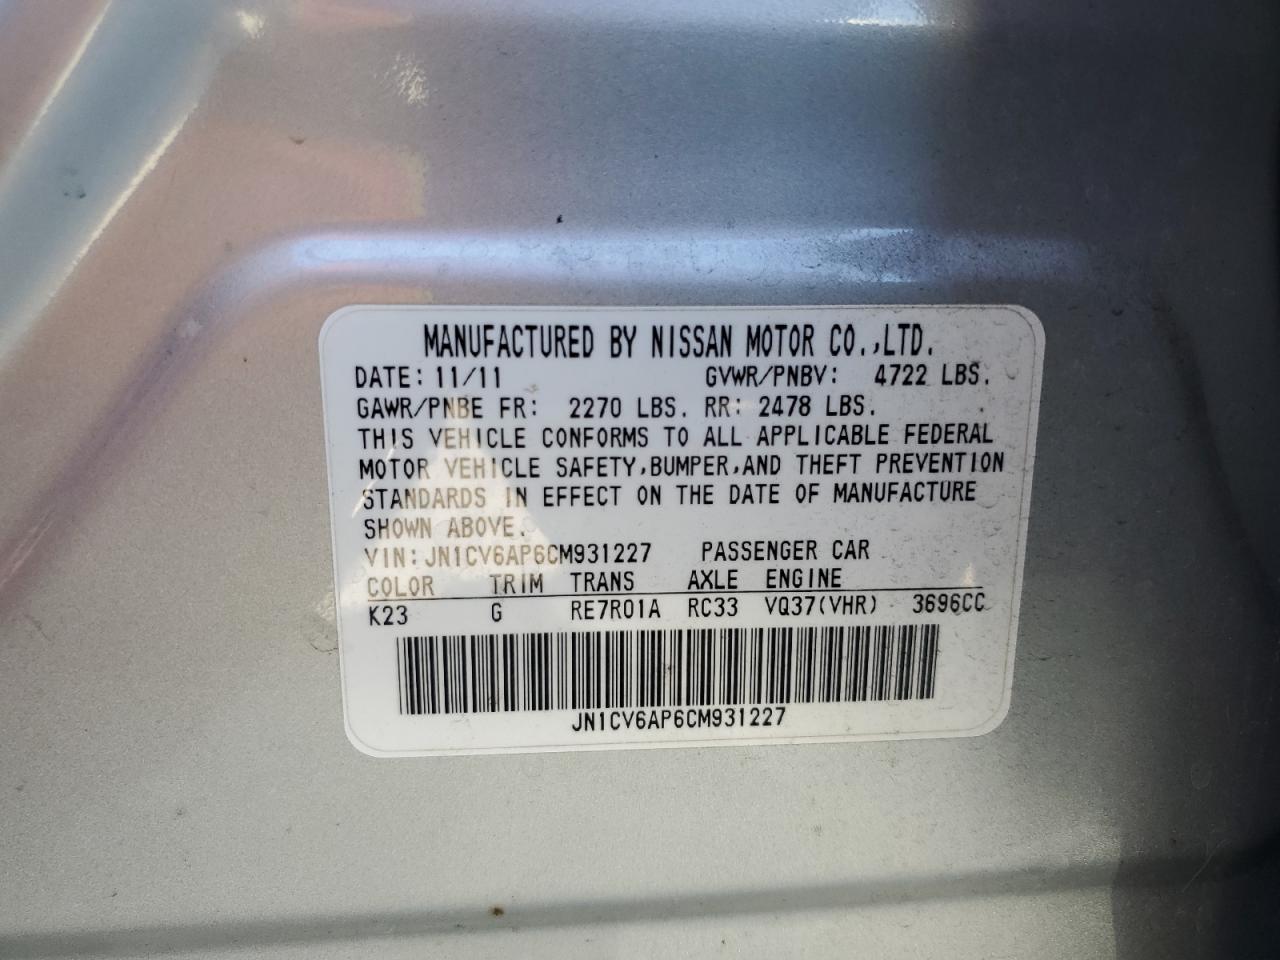 MANUFACTURED BY NISSAN MOTOR CO.,LTD.
DATE: 11/11 GVWR/PNBV: 4722 LBS.
GAWR/PNBE FR: 2270 LBS. RR: 2478 LBS.
THIS VEHICLE CONFORMS TO ALL APPLICABLE FEDERAL
MOTOR VEHICLE SAFETY,BUMPER,AND THEFT PREVENTION
STANDARDS IN EFFECT ON THE DATE OF MANUFACTURE
SHOWN ABOVE.
VIN:JN1CV6AP6CM931227 PASSENGER CAR
COLOR TRIM TRANS AXLE ENGINE
K23 G RE7R01A RC33 VQ37(VHR) 3696CC
JN1CV6AP6CM931227